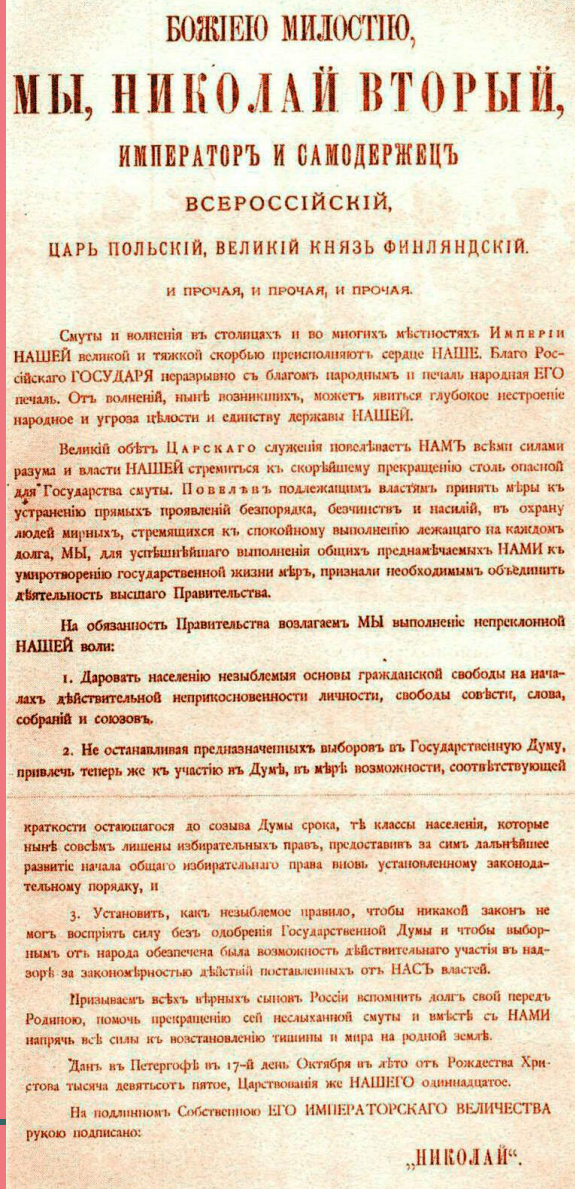 БОЖІЕЮ МИЛОСТІЮ,
МЫ, НИКОЛАЙ ВТОРЫЙ,
ИМПЕРАТОРЪ И САМОДЕРЖЕЦЪ
ВСЕРОССІЙСКІЙ,
ЦАРЬ ПОЛЬСКІЙ, ВЕЛИКІЙ КНЯЗЬ ФИНЛЯНДСКІЙ.
И ПРОЧАЯ, И ПРОЧАЯ, И ПРОЧАЯ.
Смуты и волненія въ столицахъ и во многихъ мѣстностяхъ ИМПЕРІИ
НАШЕЙ великой и тяжкой скорбью преисполняютъ сердце НАШЕ. Благо Рос-
сійскаго ГОСУДАРЯ неразрывно съ благомъ народнымъ и печаль народная ЕГО
печаль. Отъ волненій, нынѣ возникшихъ, можетъ явиться глубокое нестроеніе
народное и угроза цѣлости и единству державы НАШЕЙ.
Великій обѣтъ ЦАРСКАГО служенія повелѣваетъ НАМЪ всѣми силами
разума и власти НАШЕЙ стремиться къ скорѣйшему прекращенію столь опасной
для Государства смуты. ПОВЕЛѢВЪ подлежащимъ властямъ принять мѣры къ
устраненію прямыхъ проявленій безпорядка, безчинствъ и насилій, въ охрану
людей мирныхъ, стремящихся къ спокойному выполненію лежащаго на каждомъ
долга, МЫ, для успѣшнѣйшаго выполненія общихъ преднамѣчаемыхъ НАМИ къ
умиротворенію государственной жизни мѣръ, признали необходимымъ объединить
дѣятельность высшаго Правительства.
На обязанность Правительства возлагаемъ МЫ выполненіе непреклонной
НАШЕЙ воли:
1. Даровать населенію незыблемыя основы гражданской свободы на нача-
лахъ дѣйствительной неприкосновенности личности, свободы совѣсти, слова,
собраній и союзовъ.
2. Не останавливая предназначенныхъ выборовъ въ Государственную Думу,
привлечь теперь же къ участію въ Думѣ, въ мѣрѣ возможности, соотвѣтствующей
краткости остающагося до созыва Думы срока, тѣ классы населенія, которые
нынѣ совсѣмъ лишены избирательныхъ правъ, предоставивъ за симъ дальнѣйшее
развитіе начала общаго избирательнаго права вновь установленному законода-
тельному порядку, и
3. Установить, какъ незыблемое правило, чтобы никакой законъ не
могъ воспріять силу безъ одобренія Государственной Думы и чтобы выбор-
нымъ отъ народа обезпечена была возможность дѣйствительнаго участія въ над-
зорѣ за закономѣрностью дѣйствій поставленныхъ отъ НАСЪ властей.
Призываемъ всѣхъ вѣрныхъ сыновъ Россіи вспомнить долгъ свой передъ
Родиною, помочь прекращенію сей неслыханной смуты и вмѣстѣ съ НАМИ
напрячь всѣ силы къ возстановленію тишины и мира на родной землѣ.
Данъ въ Петергофѣ въ 17-й день Октября въ лѣто отъ Рождества Хри-
стова тысяча девятьсотъ пятое, Царствованія же НАШЕГО одиннадцатое.
На подлинномъ Собственною ЕГО ИМПЕРАТОРСКАГО ВЕЛИЧЕСТВА
рукою подписано:
„НИКОЛАЙ“.